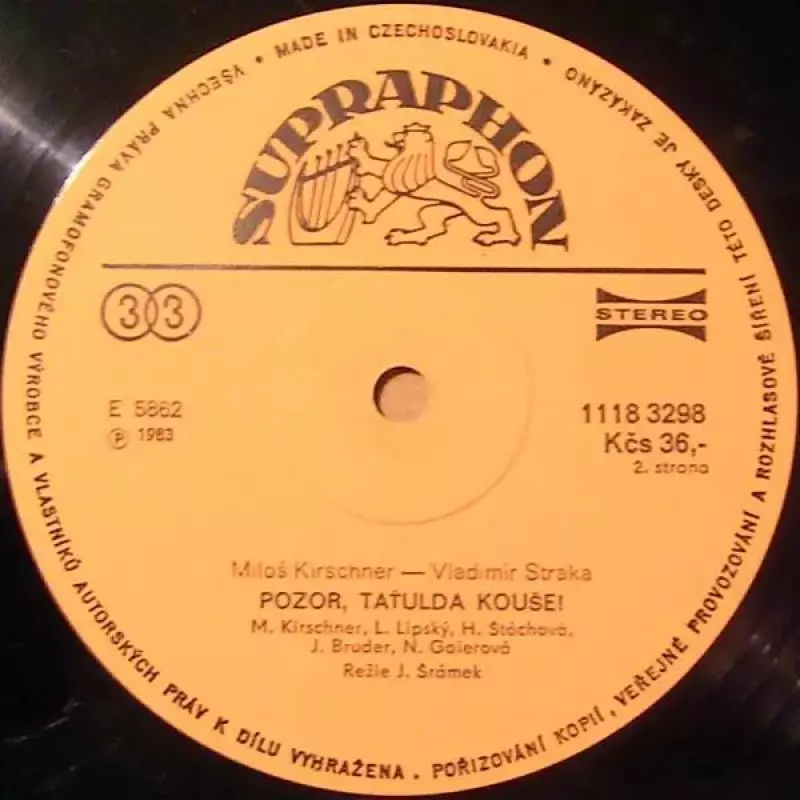 • MADE IN CZECHOSLOVAKIA •
VŠECHNA PRÁVA GRAMOFONOVÉHO VÝROBCE A VLASTNÍKŮ AUTORSKÝCH PRÁV K DÍLU VYHRAŽENA. POŘIZOVÁNÍ KOPIÍ, VEŘEJNÉ PROVOZOVÁNÍ A ROZHLASOVÉ ŠÍŘENÍ TÉTO DESKY JE ZAKÁZÁNO
SUPRAPHON
33
STEREO
E 5862
℗ 1983
1118 3298
Kčs 36,-
2. strana
Miloš Kirschner — Vladimír Straka
POZOR, TAŤULDA KOUŠE!
M. Kirschner, L. Lipský, H. Štáchová,
J. Bruder, N. Gaierová
Režie J. Šrámek